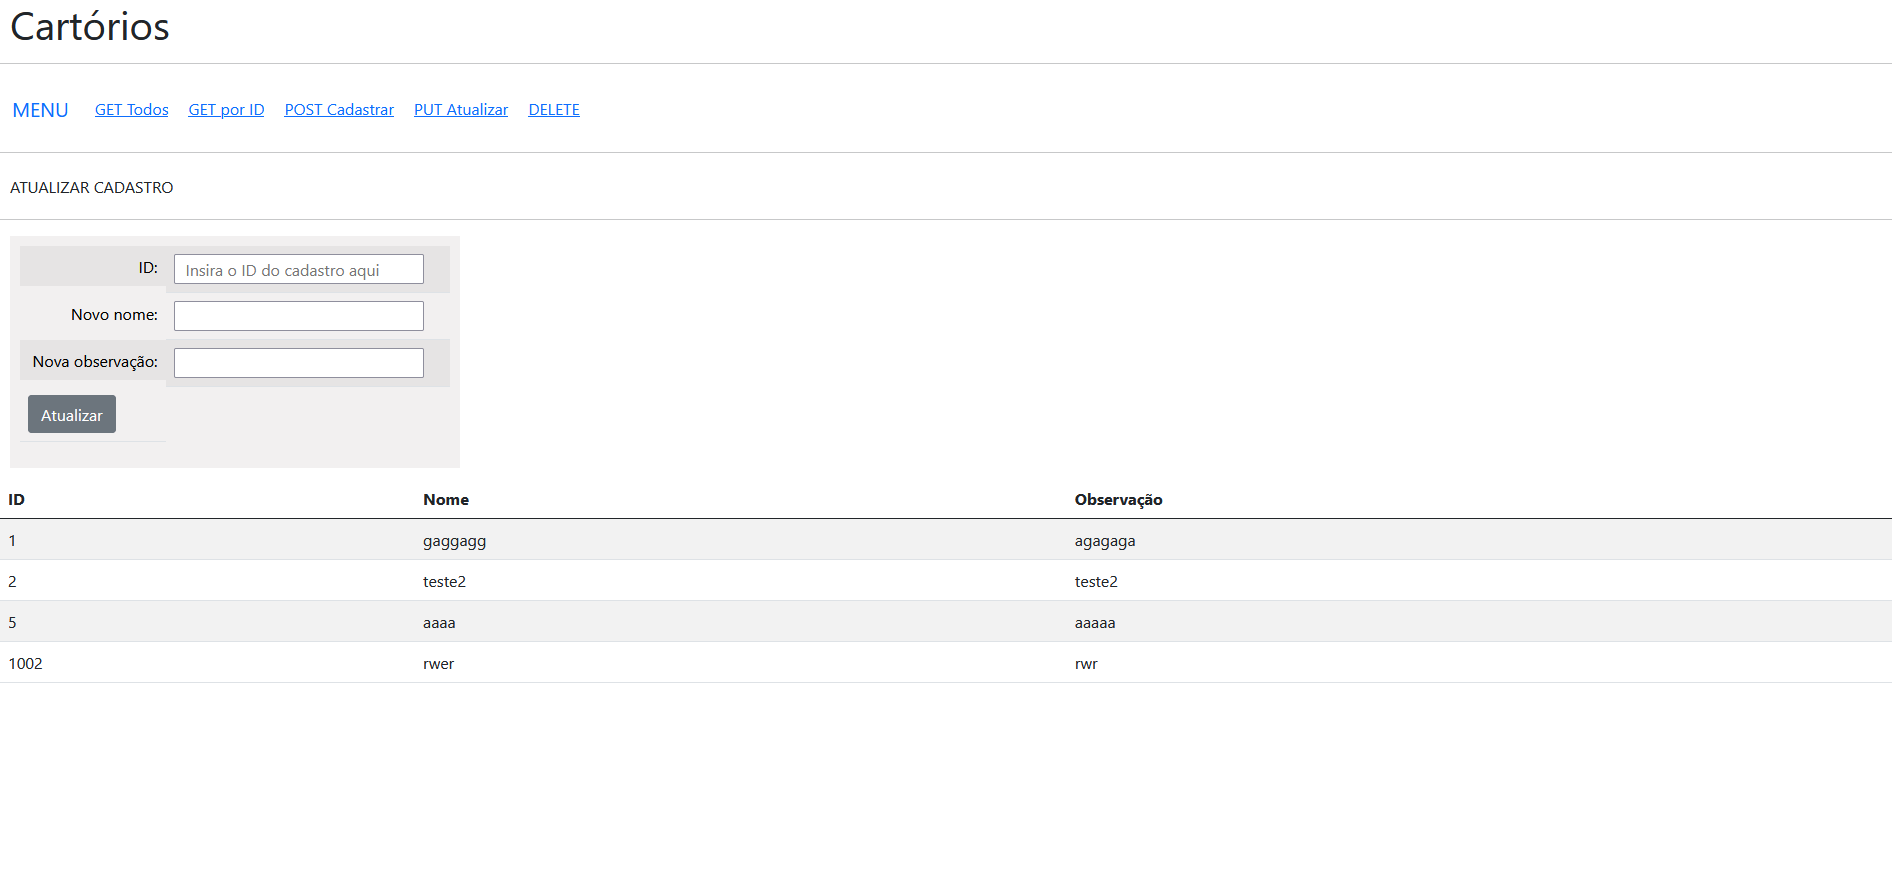 Cartórios
MENU GET Todos GET por ID POST Cadastrar PUT Atualizar DELETE
ATUALIZAR CADASTRO
ID: Insira o ID do cadastro aqui
Novo nome:
Nova observação:
Atualizar
ID Nome Observação
1 gaggagg agagaga
2 teste2 teste2
5 aaaa aaaaa
1002 rwer rwr